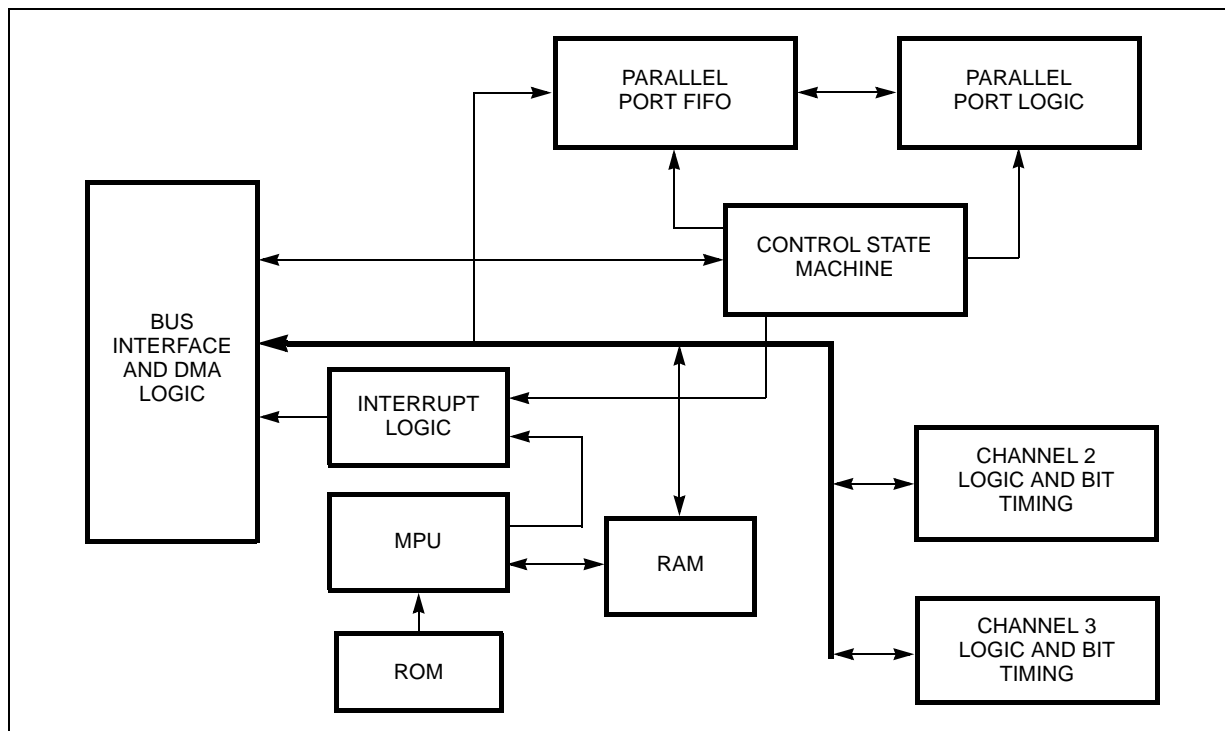 PARALLEL
PORT FIFO
PARALLEL
PORT LOGIC
CONTROL STATE
MACHINE
BUS
INTERFACE
AND DMA
LOGIC
INTERRUPT
LOGIC
CHANNEL 2
LOGIC AND BIT
TIMING
MPU
RAM
CHANNEL 3
LOGIC AND BIT
TIMING
ROM